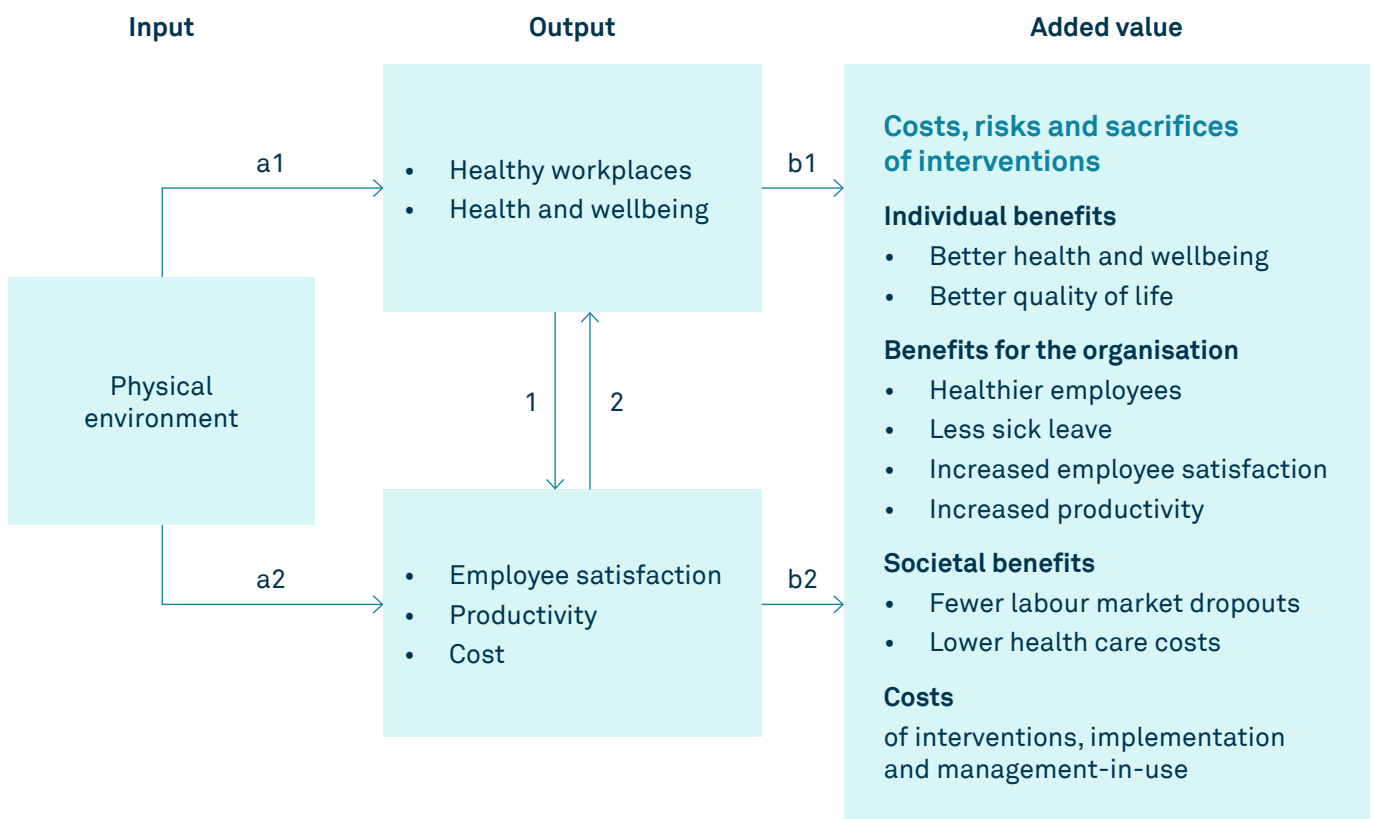 Input
Output
Added value
a1
• Healthy workplaces
• Health and wellbeing
b1
Physical
environment
1
2
a2
• Employee satisfaction
• Productivity
• Cost
b2
Costs, risks and sacrifices
of interventions
Individual benefits
• Better health and wellbeing
• Better quality of life
Benefits for the organisation
• Healthier employees
• Less sick leave
• Increased employee satisfaction
• Increased productivity
Societal benefits
• Fewer labour market dropouts
• Lower health care costs
Costs
of interventions, implementation
and management-in-use